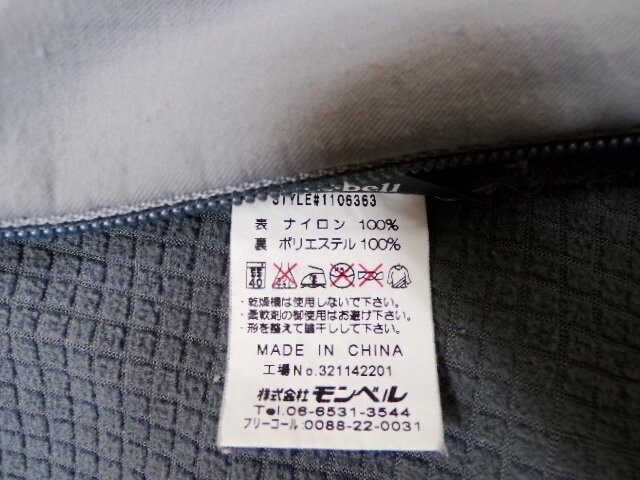 bell
STYLE#1106363
表 ナイロン 100%
裏 ポリエステル 100%
40
・乾燥機は使用しないで下さい。
・柔軟剤の御使用はお避け下さい。
・形を整えて陰干しして下さい。
MADE IN CHINA
工場No.321142201
株式会社 モンベル
Tel.06-6531-3544
フリーコール:0088-22-0031